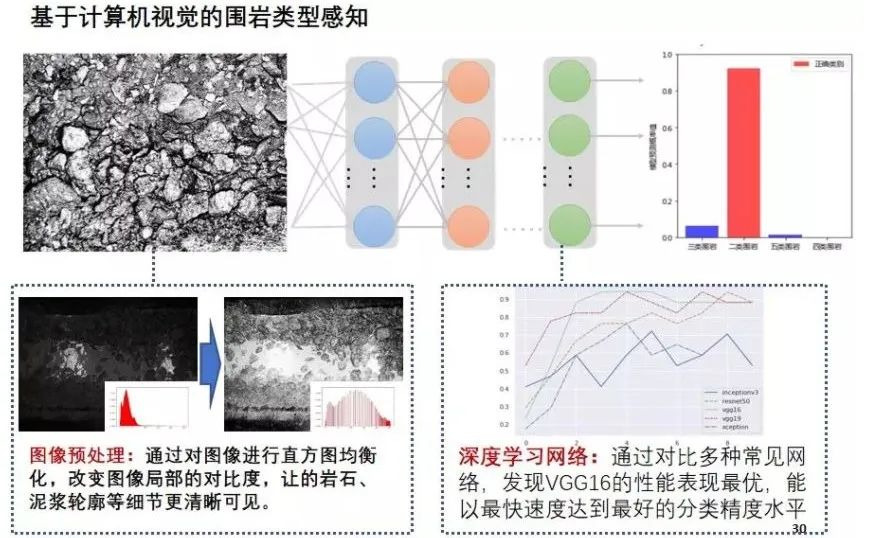 基于计算机视觉的围岩类型感知
1.0
0.8
0.6
0.4
0.2
0.0
正确类别
三类围岩
二类围岩
五类围岩
四类围岩
图像预处理：通过对图像进行直方图均衡
化，改变图像局部的对比度，让的岩石、
泥浆轮廓等细节更清晰可见。
0.9
0.8
0.7
0.6
0.5
0.4
0.3
0.2
0
2
4
6
8
inceptionv3
resnet50
vgg16
vgg19
xception
深度学习网络：通过对比多种常见网
络，发现VGG16的性能表现最优，能
以最快速度达到最好的分类精度水平
30